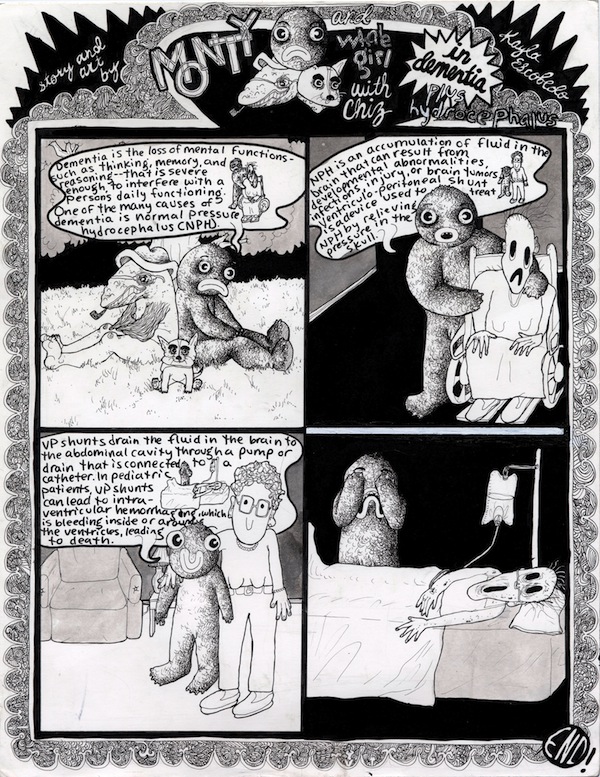 story and
art
by
MONTTY
and
whale
girl
with
Chiz
in
dementia
plus
hydrocephalus
Kayla
Escobedo
Dementia is the loss of mental functions-
such as thinking, memory, and
reasoning--that is severe
enough to interfere with a
persons daily functioning.
One of the many causes of
dementia is normal pressure
hydrocephalus CNPH).
NPH is an accumulation of fluid in the
brain that can result from
developmental abnormalities,
infections, injury, or brain tumors.
Ventriculo-peritoneal shunt
is a device used to treat
NPH by relieving
pressure in the
skull.
VP shunts drain the fluid in the brain to
the abdominal cavity through a pump or
drain that is connected to a
catheter. In pediatric
patients, VP shunts
can lead to intra-
ventricular hemorrhaging, which
is bleeding inside or around
the ventricles, leading
to death.
END!